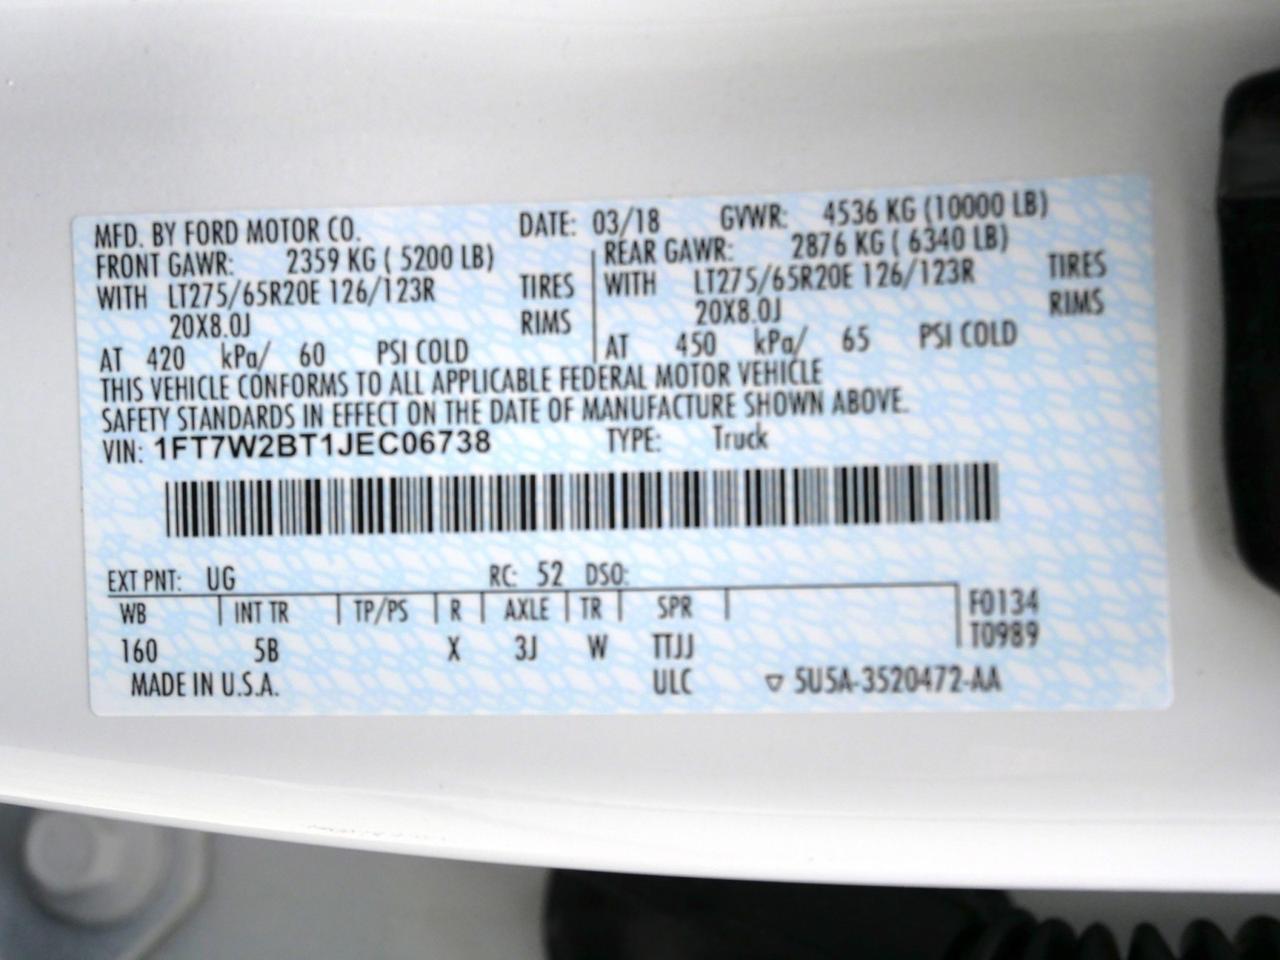 MFD. BY FORD MOTOR CO. DATE: 03/18 GVWR: 4536 KG (10000 LB)
FRONT GAWR: 2359 KG ( 5200 LB) REAR GAWR: 2876 KG ( 6340 LB)
WITH LT275/65R20E 126/123R TIRES WITH LT275/65R20E 126/123R TIRES
20X8.0J RIMS 20X8.0J RIMS
AT 420 kPa/ 60 PSI COLD AT 450 kPa/ 65 PSI COLD
THIS VEHICLE CONFORMS TO ALL APPLICABLE FEDERAL MOTOR VEHICLE
SAFETY STANDARDS IN EFFECT ON THE DATE OF MANUFACTURE SHOWN ABOVE.
VIN: 1FT7W2BT1JEC06738 TYPE: Truck
EXT PNT: UG RC: 52 DSO:
WB INT TR TP/PS R AXLE TR SPR F0134
T0989
160 5B X 3J W TTJJ
MADE IN U.S.A. ULC ▽ 5U5A-3520472-AA